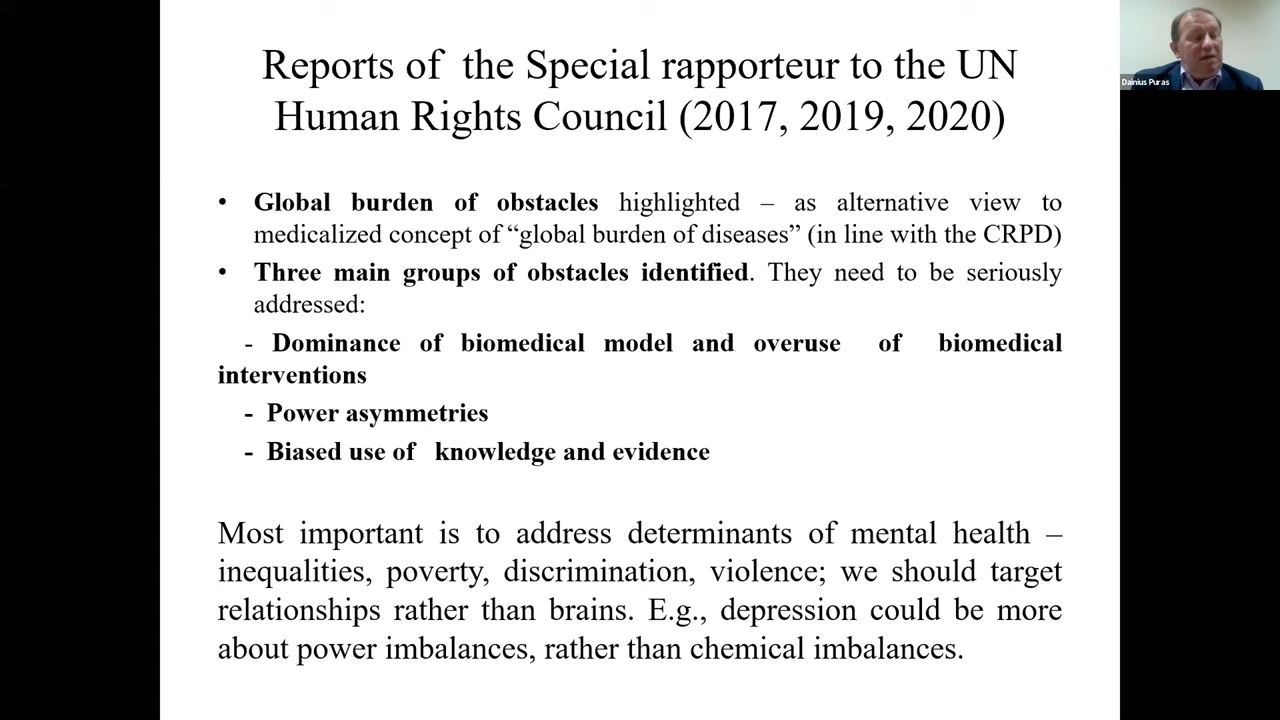 Reports of the Special rapporteur to the UN
Human Rights Council (2017, 2019, 2020)
• Global burden of obstacles highlighted – as alternative view to
medicalized concept of “global burden of diseases” (in line with the CRPD)
• Three main groups of obstacles identified. They need to be seriously
addressed:
- Dominance of biomedical model and overuse of biomedical
interventions
- Power asymmetries
- Biased use of knowledge and evidence
Most important is to address determinants of mental health –
inequalities, poverty, discrimination, violence; we should target
relationships rather than brains. E.g., depression could be more
about power imbalances, rather than chemical imbalances.
Dainius Puras